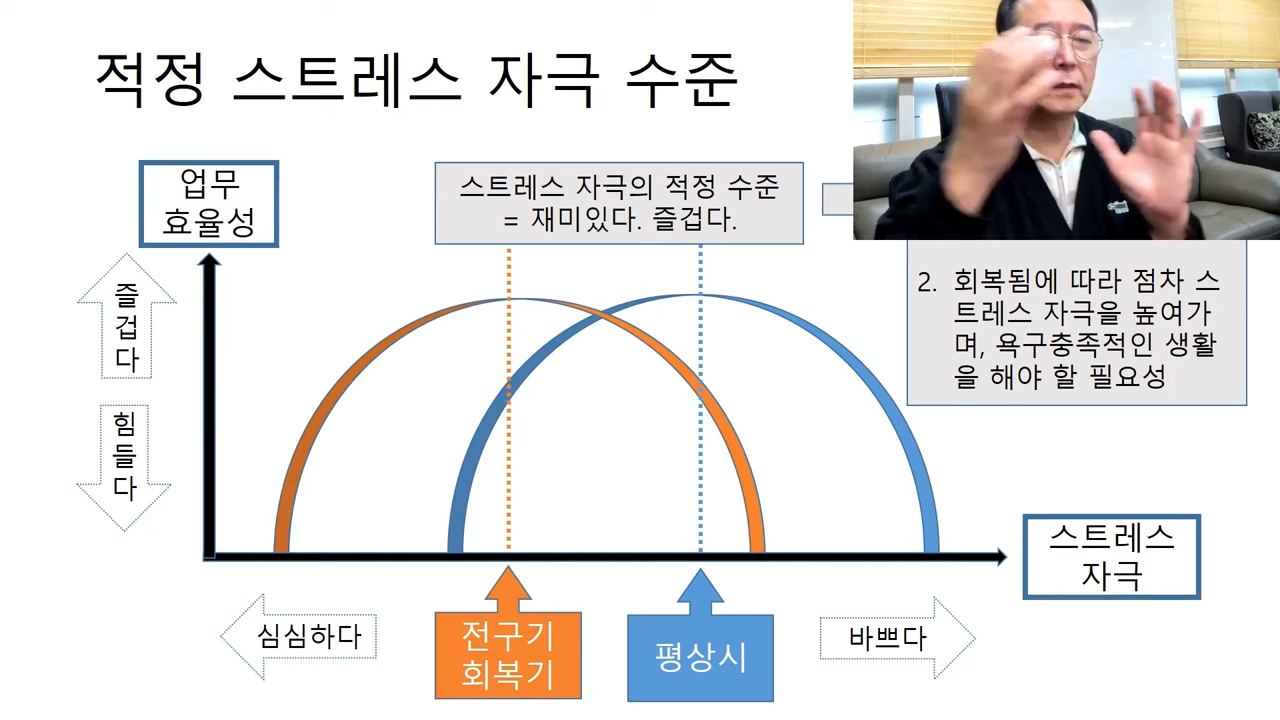 적정 스트레스 자극 수준
업무
효율성
스트레스 자극의 적정 수준
= 재미있다. 즐겁다.
2. 회복됨에 따라 점차 스
트레스 자극을 높여가
며, 욕구충족적인 생활
을 해야 할 필요성
즐
겁
다
힘
들
다
스트레스
자극
심심하다
전구기
회복기
평상시
바쁘다